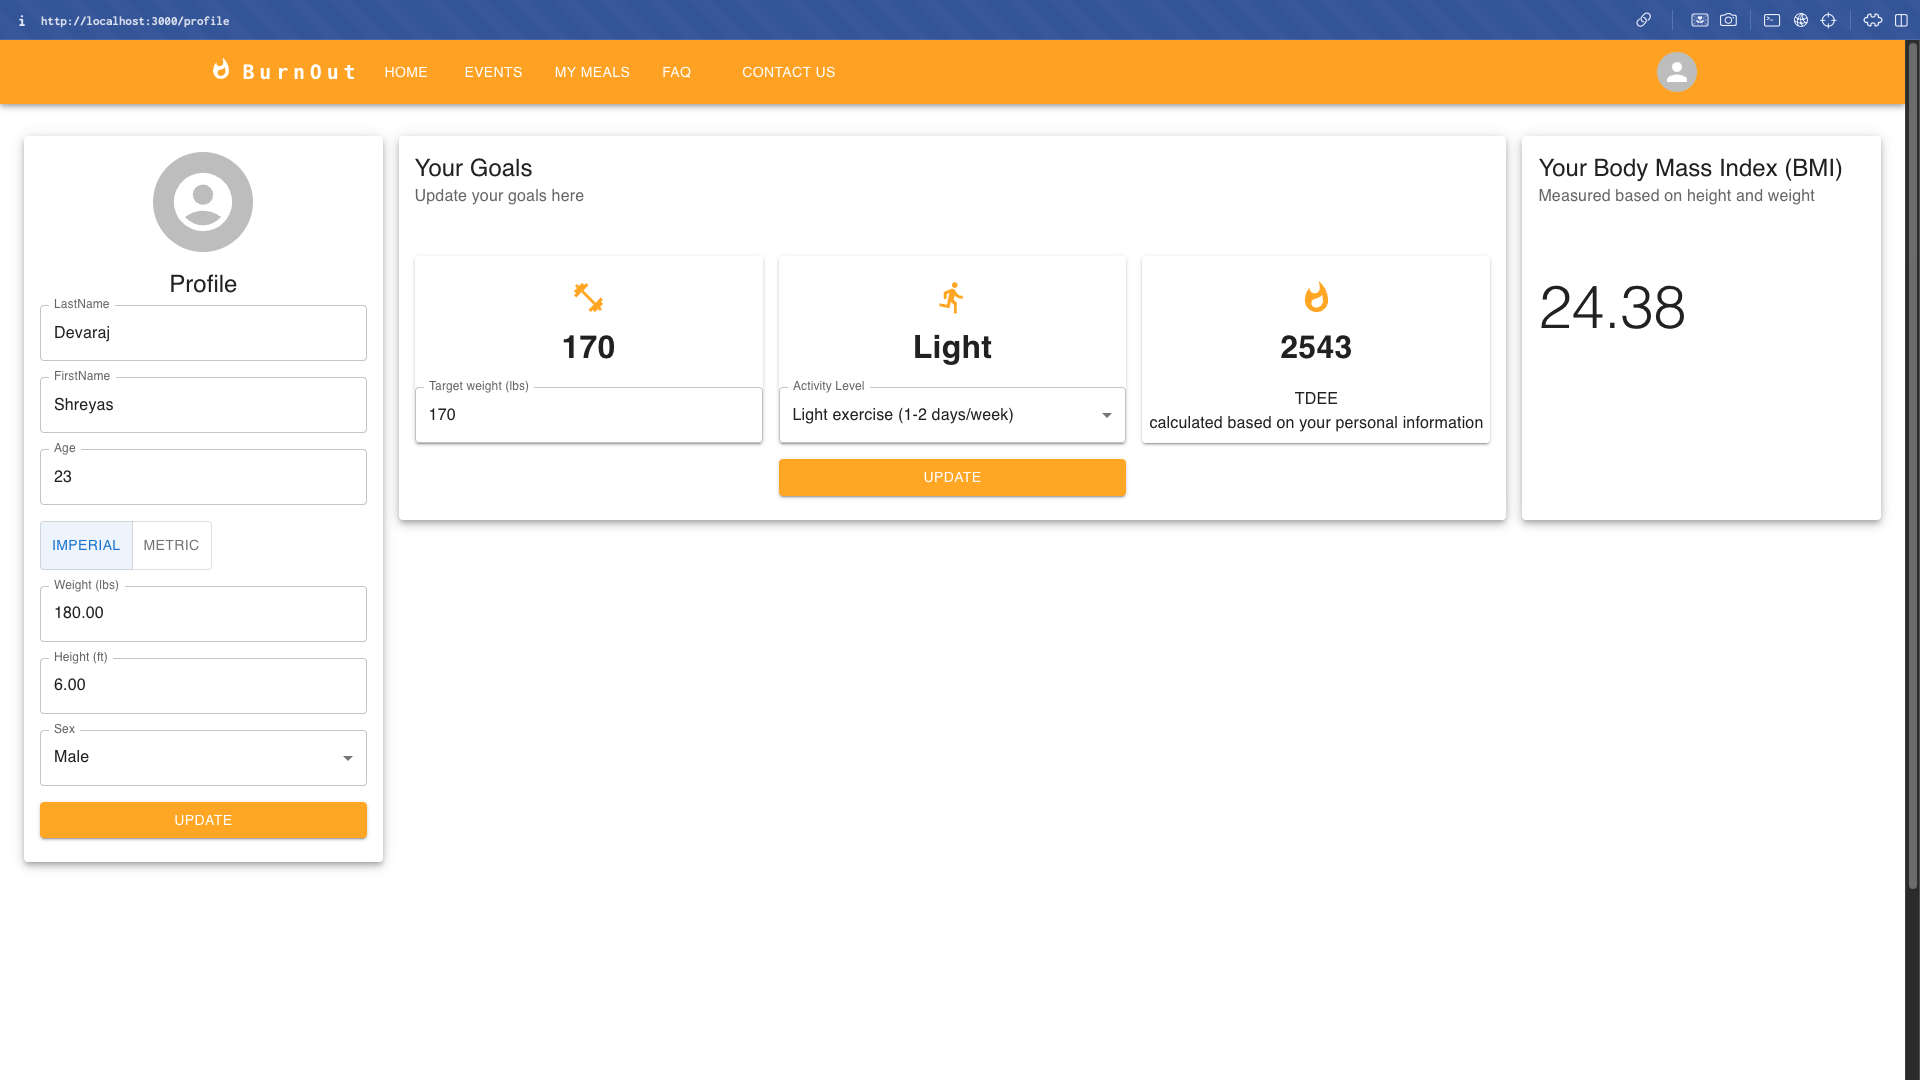 i http://localhost:3000/profile
BurnOut HOME EVENTS MY MEALS FAQ CONTACT US
Profile
LastName
Devaraj
FirstName
Shreyas
Age
23
IMPERIAL METRIC
Weight (lbs)
180.00
Height (ft)
6.00
Sex
Male
UPDATE
Your Goals
Update your goals here
170
Target weight (lbs)
170
Light
Activity Level
Light exercise (1-2 days/week)
2543
TDEE
calculated based on your personal information
UPDATE
Your Body Mass Index (BMI)
Measured based on height and weight
24.38